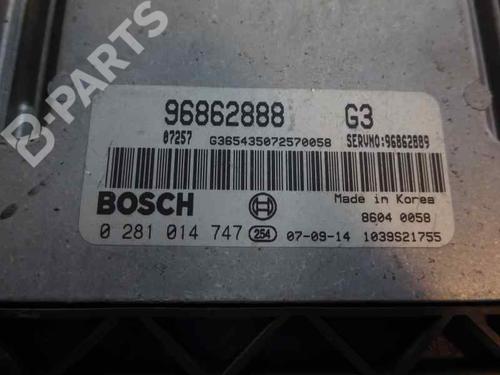 B-PARTS
96862888 G3
87257 G365435072570058 SERVNO:96862889
BOSCH Made in Korea
8604 0058
0 281 014 747 254 07-09-14 1039S21755